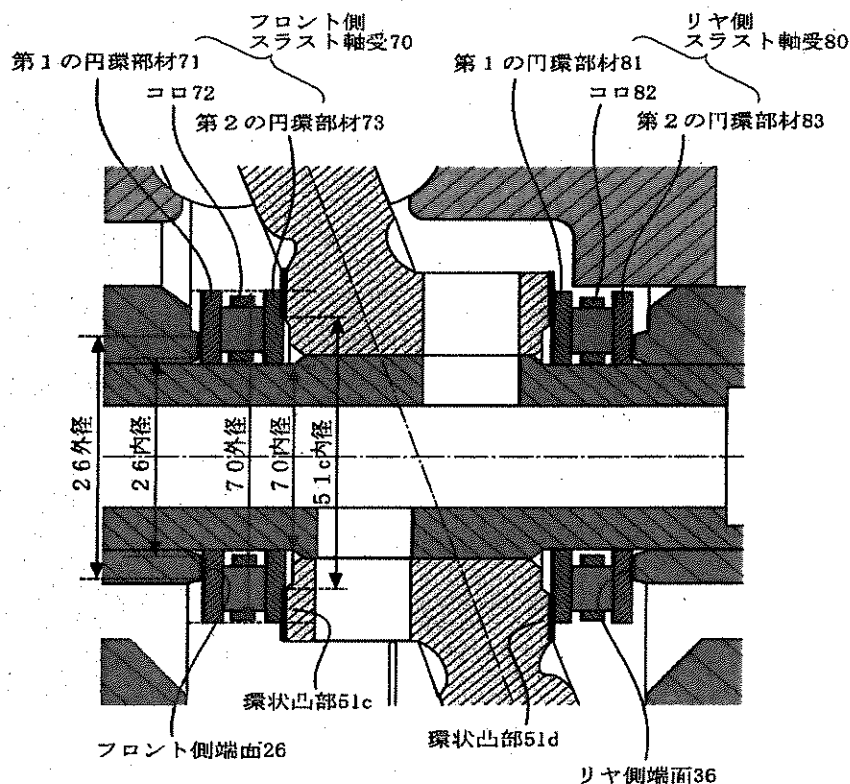 フロント側
スラスト軸受70
第１の円環部材71
コロ72
第２の円環部材73
リヤ側
スラスト軸受80
第１の円環部材81
コロ82
第２の円環部材83
２６外径
２６内径
７０外径
７０内径
５１c内径
環状凸部51c
環状凸部51d
フロント側端面26
リヤ側端面36